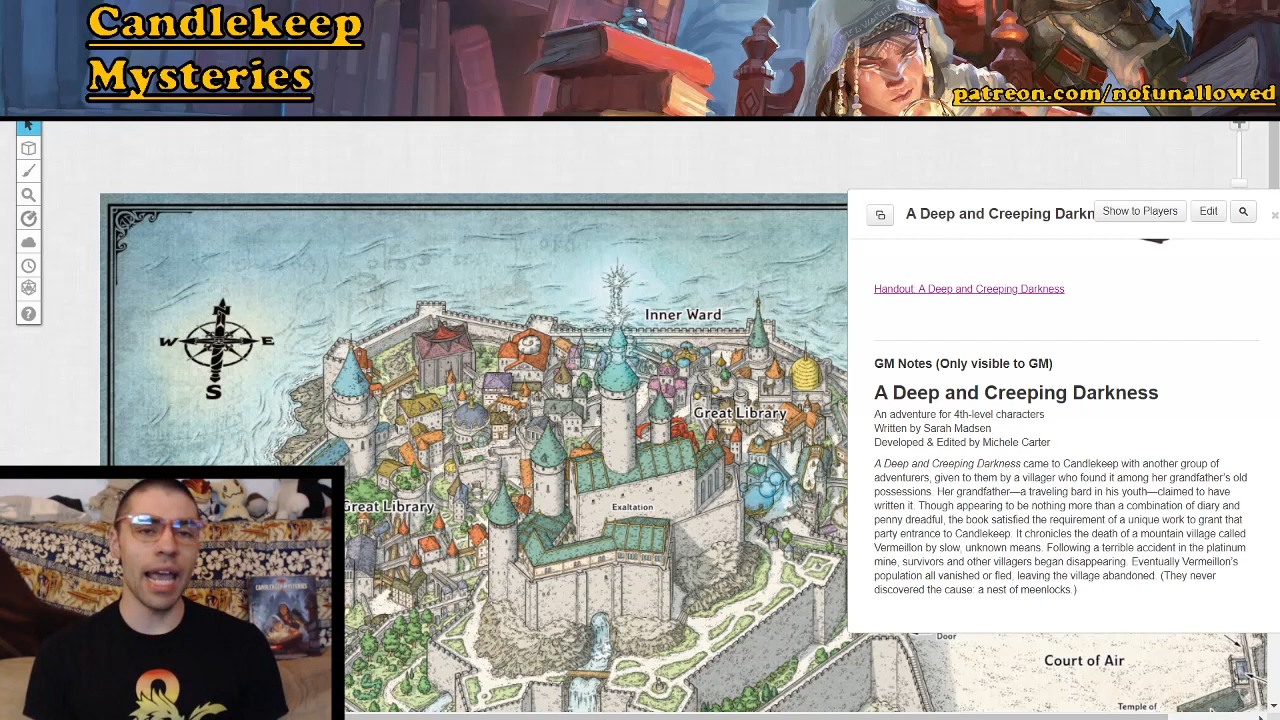 Candlekeep
Mysteries
patreon.com/nofunallowed
A Deep and Creeping Darkn
Show to Players
Edit
Handout: A Deep and Creeping Darkness
GM Notes (Only visible to GM)
A Deep and Creeping Darkness
An adventure for 4th-level characters
Written by Sarah Madsen
Developed & Edited by Michele Carter
A Deep and Creeping Darkness came to Candlekeep with another group of
adventurers, given to them by a villager who found it among her grandfather's old
possessions. Her grandfather—a traveling bard in his youth—claimed to have
written it. Though appearing to be nothing more than a combination of diary and
penny dreadful, the book satisfied the requirement of a unique work to grant that
party entrance to Candlekeep. It chronicles the death of a mountain village called
Vermeillon by slow, unknown means. Following a terrible accident in the platinum
mine, survivors and other villagers began disappearing. Eventually Vermeillon's
population all vanished or fled, leaving the village abandoned. (They never
discovered the cause: a nest of meenlocks.)
N
W E
S
Inner Ward
Great Library
Great Library
Exaltation
Door
Court of Air
Temple of
CANDLEKEEP MYSTERIES